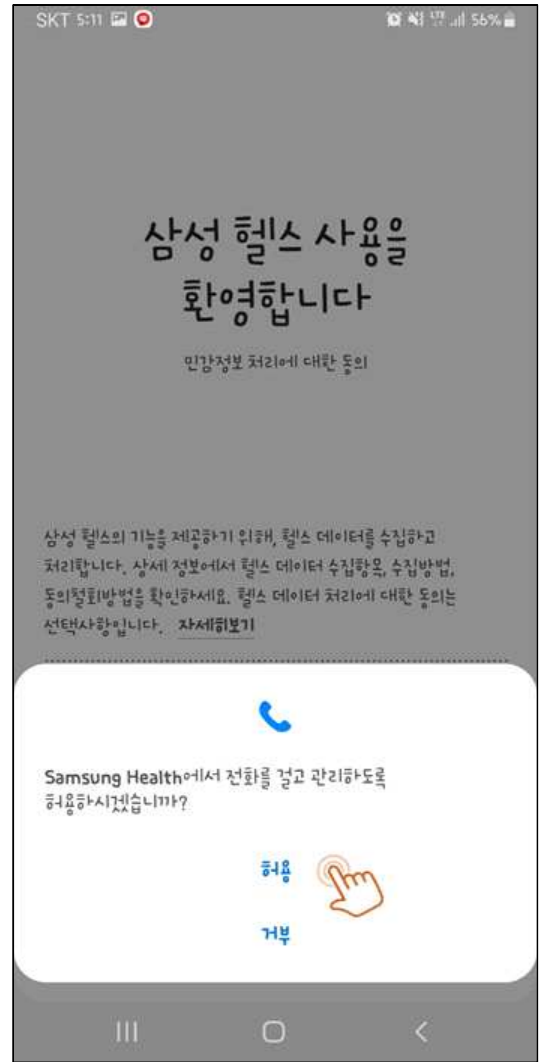 SKT 5:11
LTE 56%
삼성 헬스 사용을
환영합니다
민감정보 처리에 대한 동의
삼성 헬스의 기능을 제공하기 위해, 헬스 데이터를 수집하고
처리합니다. 상세 정보에서 헬스 데이터 수집항목, 수집방법,
동의철회방법을 확인하세요. 헬스 데이터 처리에 대한 동의는
선택사항입니다. 자세히보기
Samsung Health에서 전화를 걸고 관리하도록
허용하시겠습니까?
허용
거부